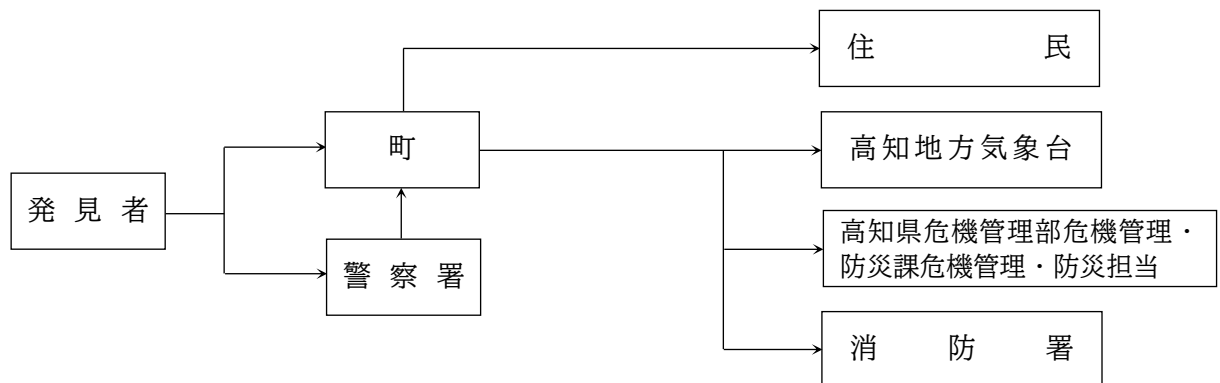 住民
町
高知地方気象台
発見者
高知県危機管理部危機管理・
防災課危機管理・防災担当
警察署
消防署